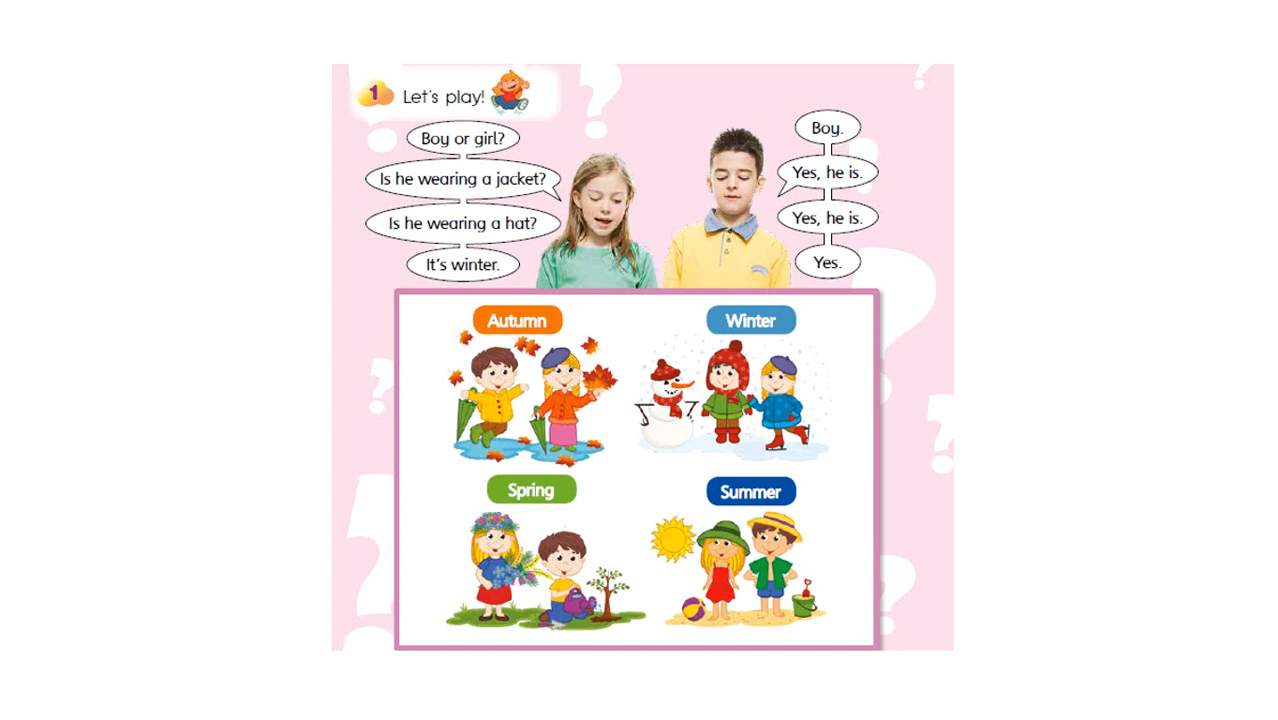 1 Let's play!
Boy or girl?
Is he wearing a jacket?
Is he wearing a hat?
It's winter.
Boy.
Yes, he is.
Yes, he is.
Yes.
Autumn
Winter
Spring
Summer